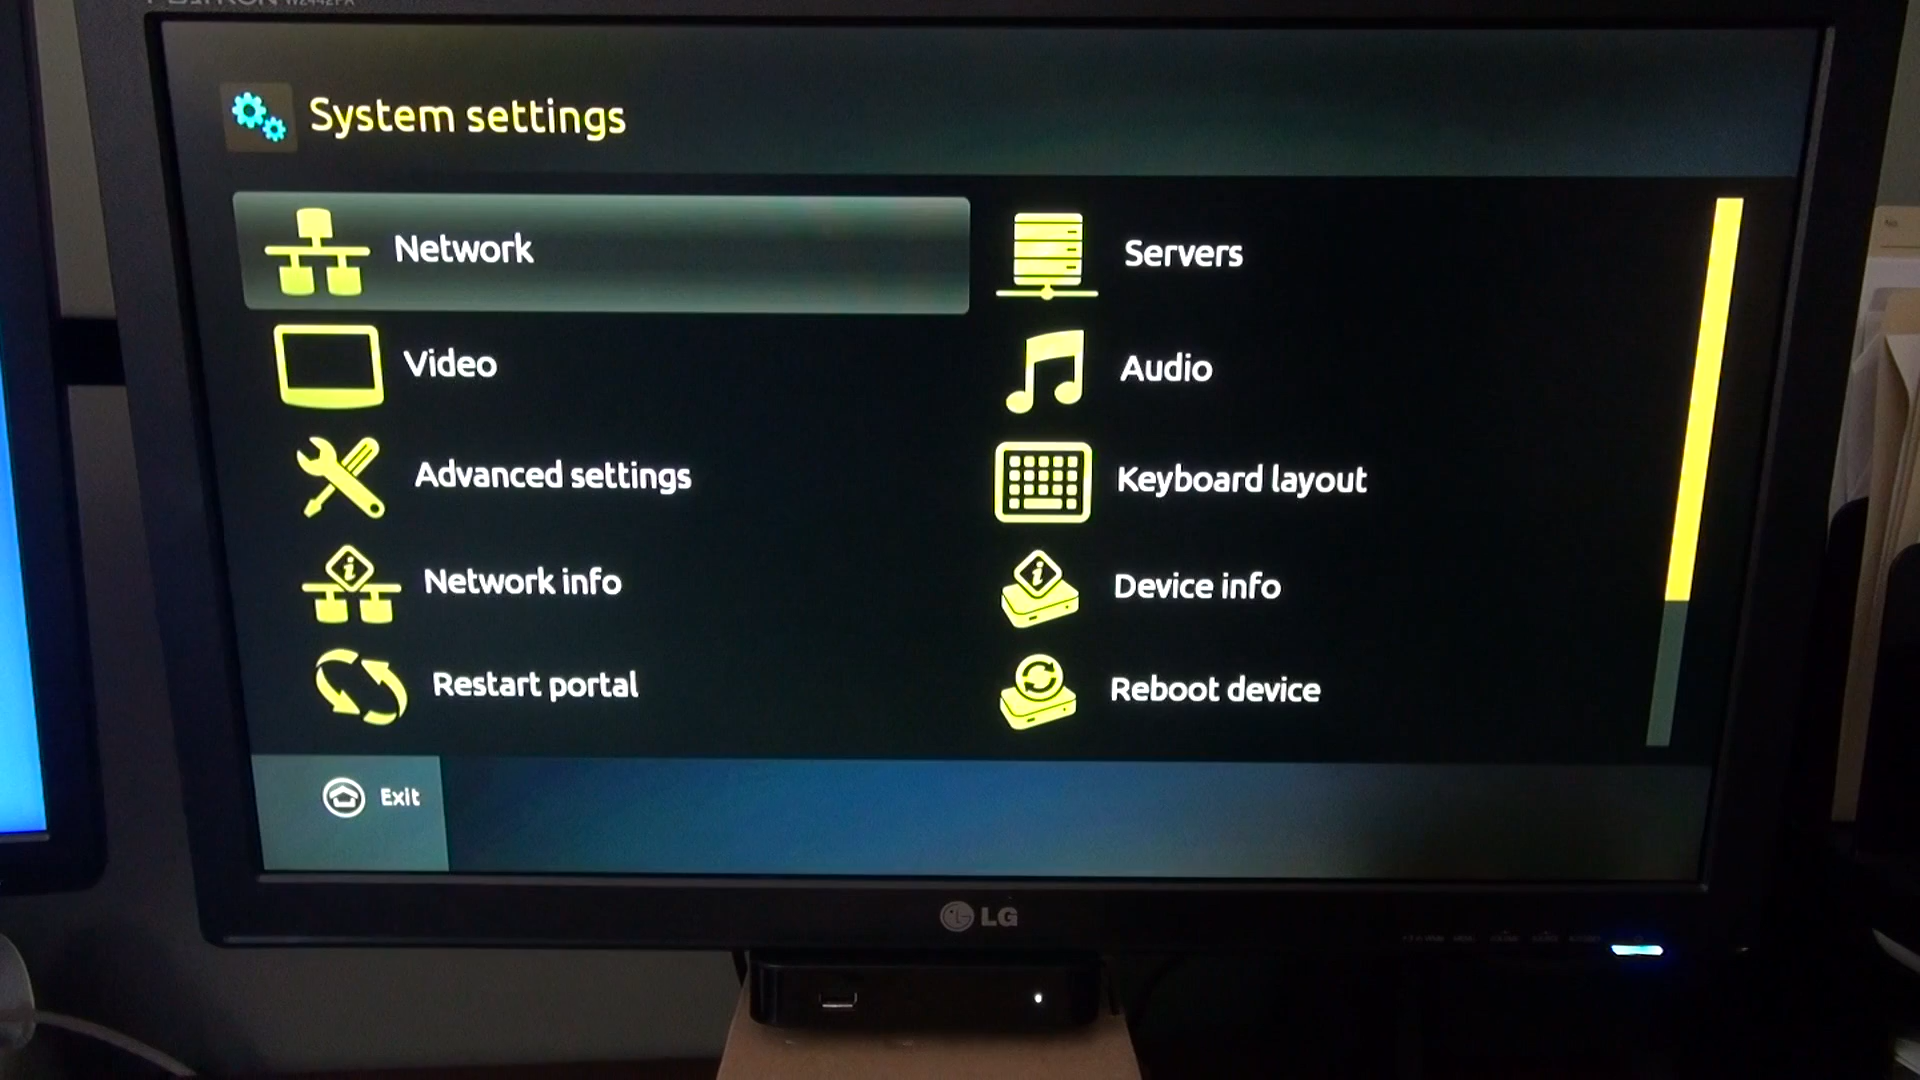 System settings
Network
Servers
Video
Audio
Advanced settings
Keyboard layout
Network info
Device info
Restart portal
Reboot device
Exit
LG